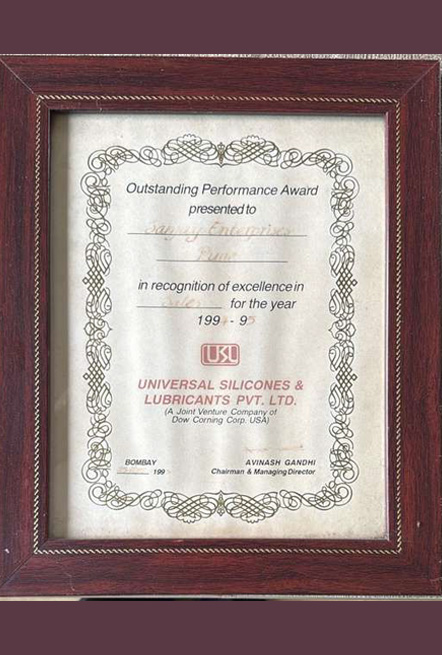 Outstanding Performance Award
presented to
Sanjay Enterprises
Pune
in recognition of excellence in
Sales for the year
1994 - 95
USL
UNIVERSAL SILICONES &
LUBRICANTS PVT. LTD.
(A Joint Venture Company of
Dow Corning Corp. USA)
BOMBAY
199
AVINASH GANDHI
Chairman & Managing Director